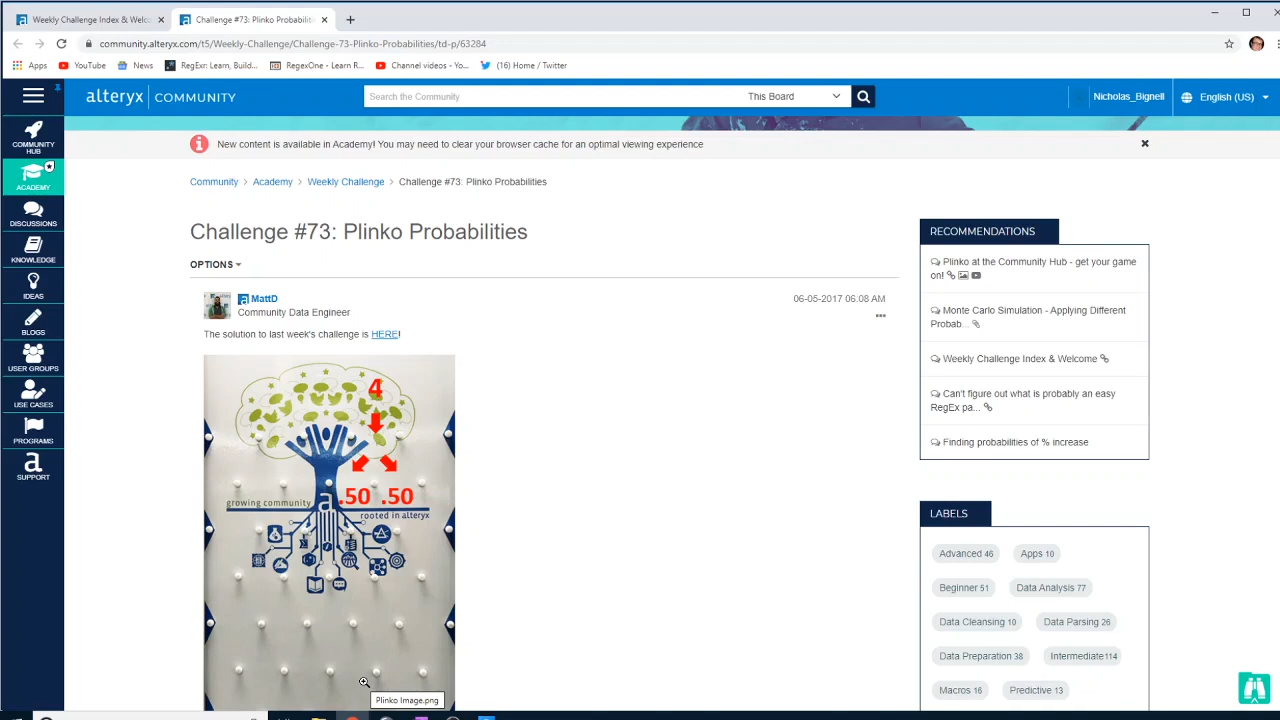 Weekly Challenge Index & Welco
Challenge #73: Plinko Probabiliti
community.alteryx.com/t5/Weekly-Challenge/Challenge-73-Plinko-Probabilities/td-p/63284
Apps
YouTube
News
RegExr: Learn, Build...
RegexOne - Learn R...
Channel videos - Yo...
(16) Home / Twitter
alteryx COMMUNITY
Search the Community
This Board
Nicholas_Bignell
English (US)
COMMUNITY
HUB
ACADEMY
DISCUSSIONS
KNOWLEDGE
IDEAS
BLOGS
USER GROUPS
USE CASES
PROGRAMS
SUPPORT
New content is available in Academy! You may need to clear your browser cache for an optimal viewing experience
Community > Academy > Weekly Challenge > Challenge #73: Plinko Probabilities
Challenge #73: Plinko Probabilities
OPTIONS
MattD
06-05-2017 06:08 AM
Community Data Engineer
The solution to last week's challenge is HERE!
4
.50 .50
growing community
rooted in alteryx
Plinko Image.png
RECOMMENDATIONS
Plinko at the Community Hub - get your game
on!
Monte Carlo Simulation - Applying Different
Probab...
Weekly Challenge Index & Welcome
Can't figure out what is probably an easy
RegEx pa...
Finding probabilities of % increase
LABELS
Advanced 46
Apps 10
Beginner 51
Data Analysis 77
Data Cleansing 10
Data Parsing 26
Data Preparation 38
Intermediate 114
Macros 16
Predictive 13